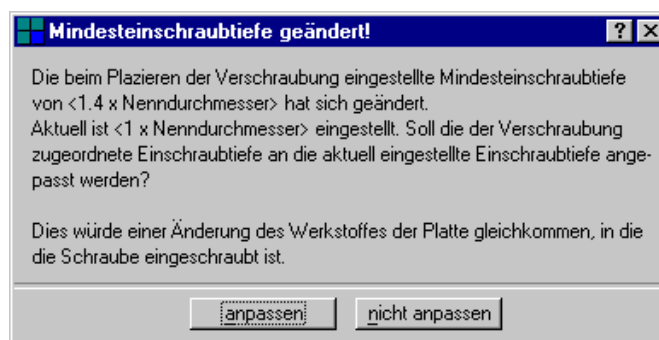 Mindesteinschraubtiefe geändert!
Die beim Plazieren der Verschraubung eingestellte Mindesteinschraubtiefe
von <1.4 x Nenndurchmesser> hat sich geändert.
Aktuell ist <1 x Nenndurchmesser> eingestellt. Soll die der Verschraubung
zugeordnete Einschraubtiefe an die aktuell eingestellte Einschraubtiefe ange-
passt werden?
Dies würde einer Änderung des Werkstoffes der Platte gleichkommen, in die
die Schraube eingeschraubt ist.
anpassen nicht anpassen